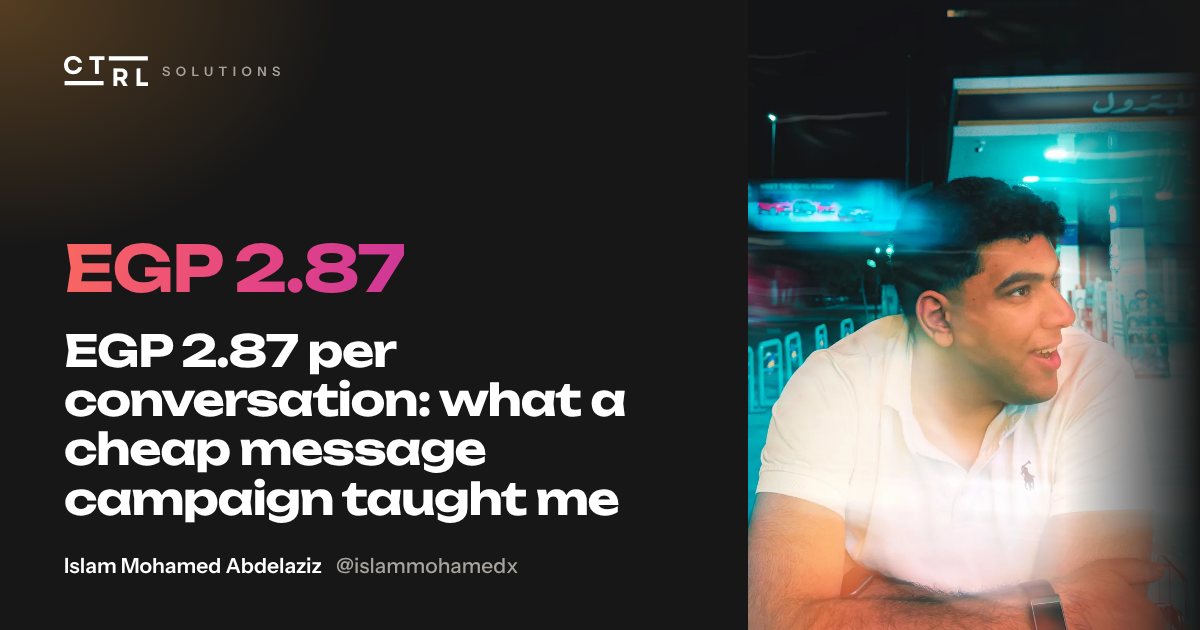 CTRL SOLUTIONS
EGP 2.87
EGP 2.87 per
conversation: what a
cheap message
campaign taught me
Islam Mohamed Abdelaziz @islammohamedx